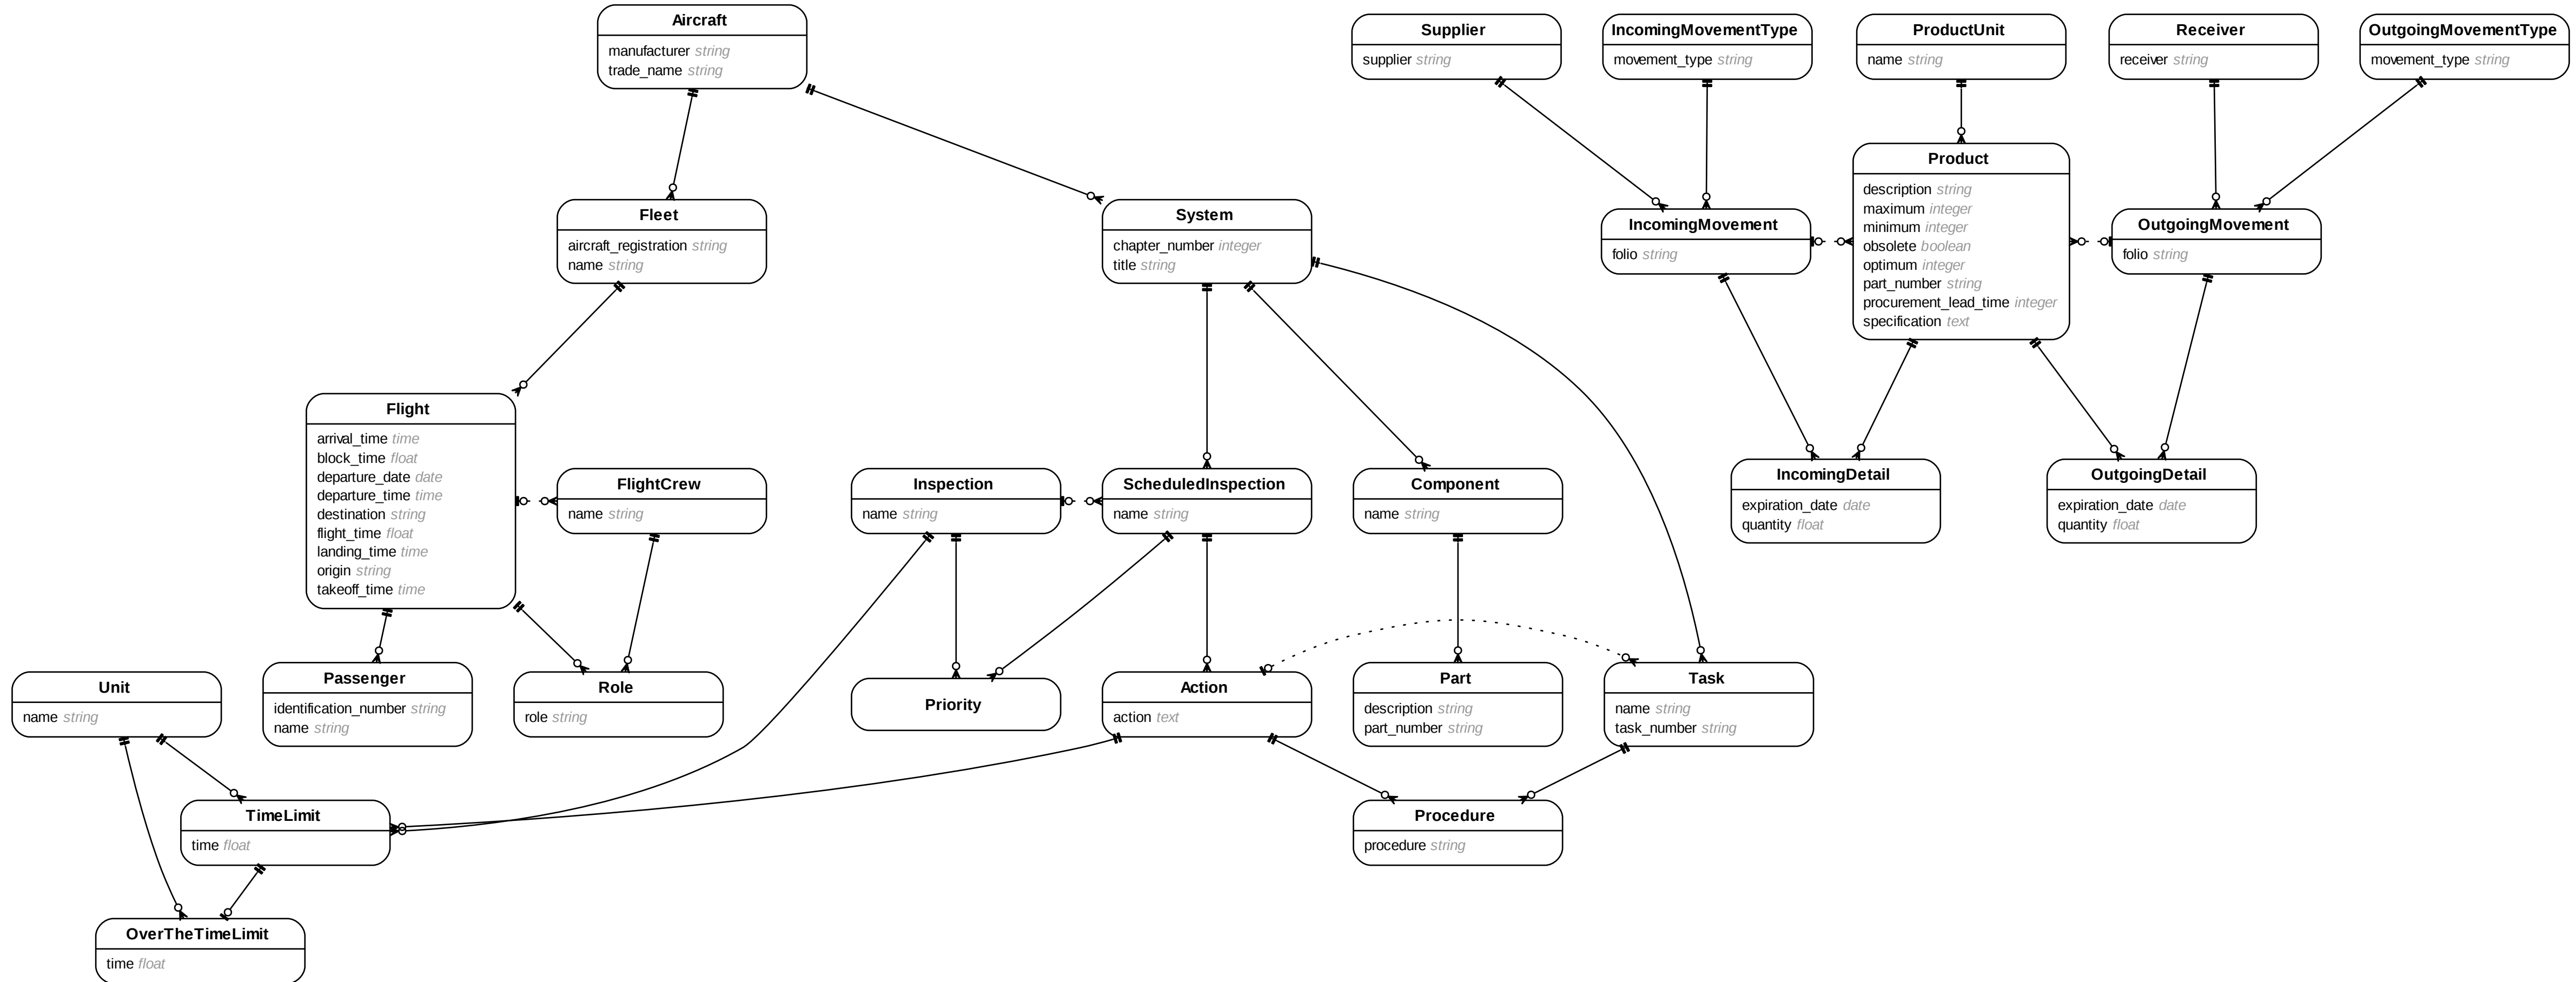 Aircraft
manufacturer string
trade_name string
Supplier
supplier string
IncomingMovementType
movement_type string
ProductUnit
name string
Receiver
receiver string
OutgoingMovementType
movement_type string
Product
description string
maximum integer
minimum integer
obsolete boolean
optimum integer
part_number string
procurement_lead_time integer
specification text
Fleet
aircraft_registration string
name string
System
chapter_number integer
title string
IncomingMovement
folio string
OutgoingMovement
folio string
Flight
arrival_time time
block_time float
departure_date date
departure_time time
destination string
flight_time float
landing_time time
origin string
takeoff_time time
FlightCrew
name string
Inspection
name string
ScheduledInspection
name string
Component
name string
IncomingDetail
expiration_date date
quantity float
OutgoingDetail
expiration_date date
quantity float
Unit
name string
Passenger
identification_number string
name string
Role
role string
Priority
Action
action text
Part
description string
part_number string
Task
name string
task_number string
TimeLimit
time float
Procedure
procedure string
OverTheTimeLimit
time float